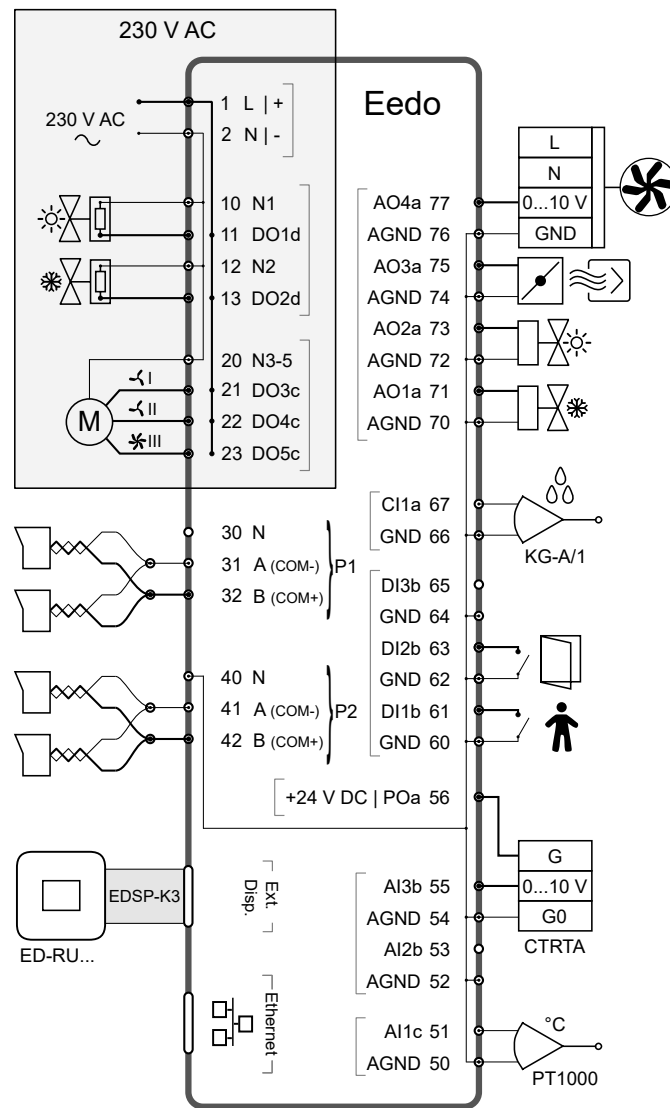 230 V AC
230 V AC
1 L | +
2 N | -
10 N1
11 DO1d
12 N2
13 DO2d
20 N3-5
21 DO3c
22 DO4c
23 DO5c
I
II
III
M
30 N
31 A (COM-)
32 B (COM+)
P1
40 N
41 A (COM-)
42 B (COM+)
P2
EDSP-K3
ED-RU...
Ext.
Disp.
Ethernet
Eedo
AO4a 77
AGND 76
AO3a 75
AGND 74
AO2a 73
AGND 72
AO1a 71
AGND 70
CI1a 67
GND 66
DI3b 65
GND 64
DI2b 63
GND 62
DI1b 61
GND 60
+24 V DC | POa 56
AI3b 55
AGND 54
AI2b 53
AGND 52
AI1c 51
AGND 50
L
N
0...10 V
GND
KG-A/1
G
0...10 V
G0
CTRTA
°C
PT1000